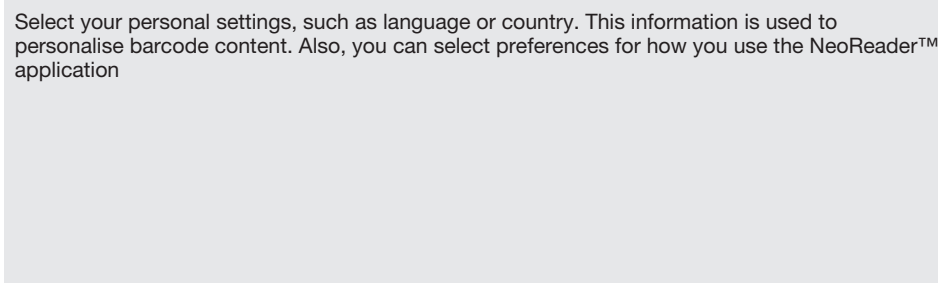 Select your personal settings, such as language or country. This information is used to
personalise barcode content. Also, you can select preferences for how you use the NeoReader™
application